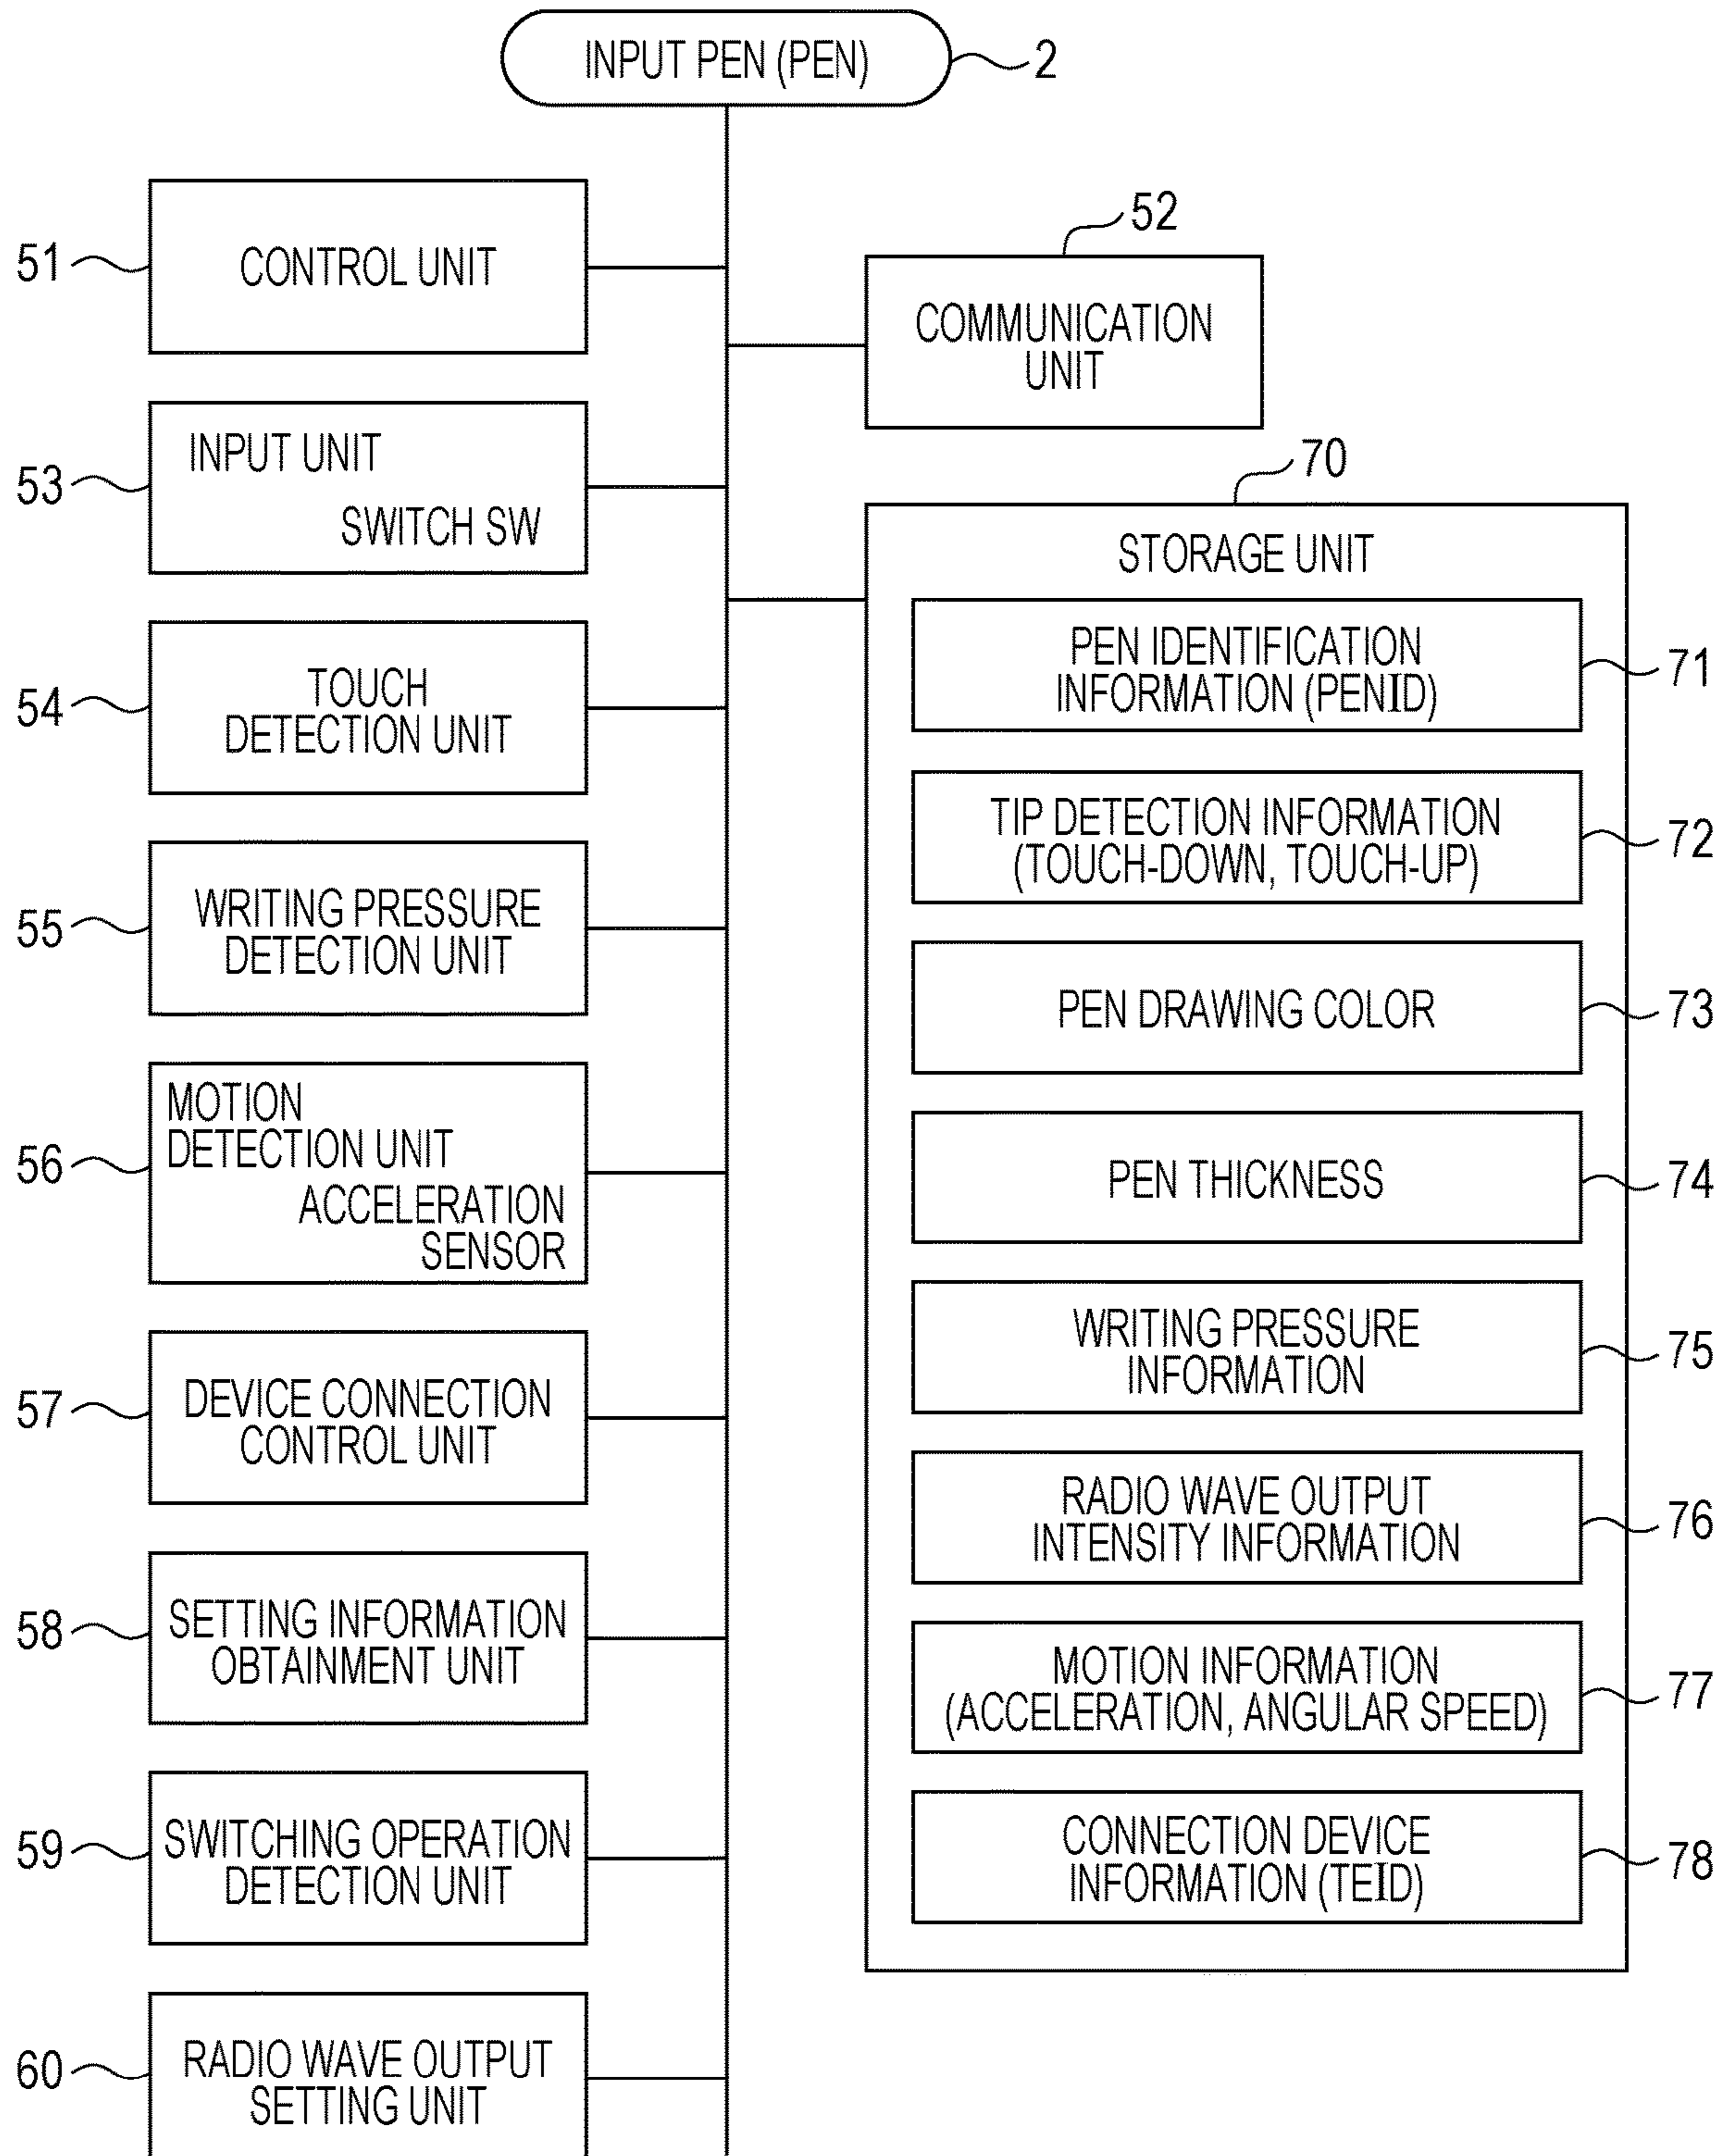 INPUT PEN (PEN)
2
51
CONTROL UNIT
52
COMMUNICATION
UNIT
53
INPUT UNIT
SWITCH SW
54
TOUCH
DETECTION UNIT
55
WRITING PRESSURE
DETECTION UNIT
56
MOTION
DETECTION UNIT
ACCELERATION
SENSOR
57
DEVICE CONNECTION
CONTROL UNIT
58
SETTING INFORMATION
OBTAINMENT UNIT
59
SWITCHING OPERATION
DETECTION UNIT
60
RADIO WAVE OUTPUT
SETTING UNIT
70
STORAGE UNIT
PEN IDENTIFICATION
INFORMATION (PENID)
71
TIP DETECTION INFORMATION
(TOUCH-DOWN, TOUCH-UP)
72
PEN DRAWING COLOR
73
PEN THICKNESS
74
WRITING PRESSURE
INFORMATION
75
RADIO WAVE OUTPUT
INTENSITY INFORMATION
76
MOTION INFORMATION
(ACCELERATION, ANGULAR SPEED)
77
CONNECTION DEVICE
INFORMATION (TEID)
78